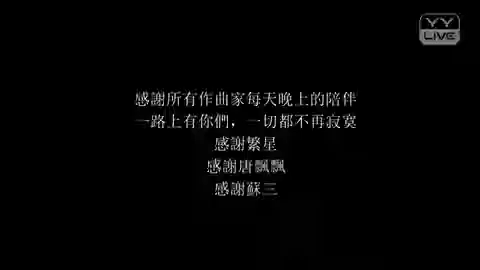 YY
LIVE
感謝所有作曲家每天晚上的陪伴
一路上有你們，一切都不再寂寞
感謝繁星
感謝唐飄飄
感謝蘇三